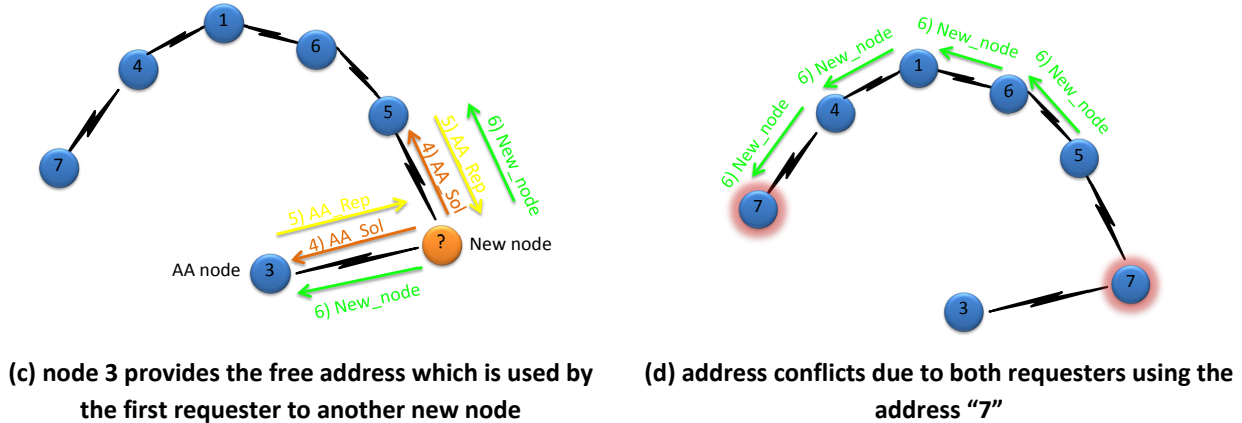 1
6
4
5
7
6) New_node
5) AA_Rep
4) AA_Sol
5) AA_Rep
4) AA_Sol
?
New node
AA node
3
6) New_node
(c) node 3 provides the free address which is used by
the first requester to another new node
6) New_node
6) New_node
6) New_node
6) New_node
1
6
4
5
7
7
3
(d) address conflicts due to both requesters using the
address “7”